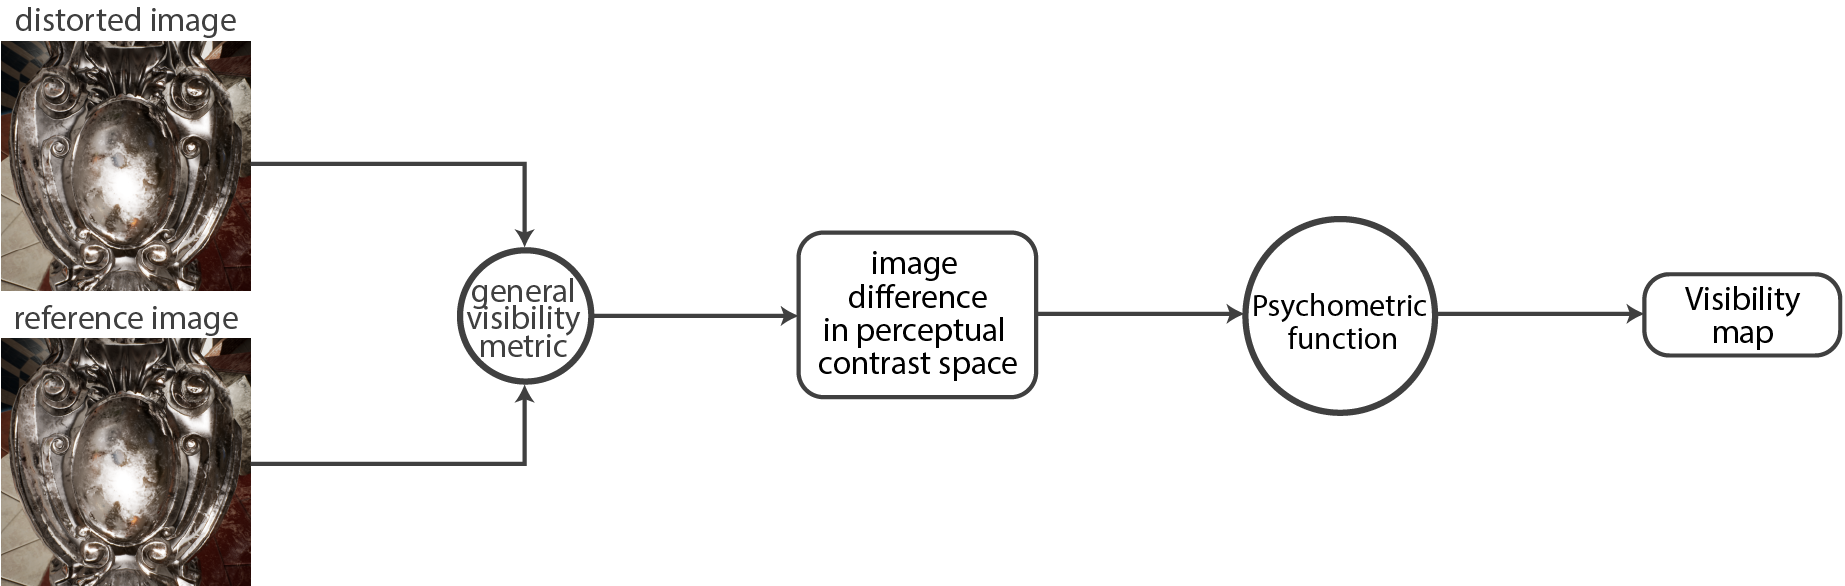 distorted image
reference image
general
visibility
metric
image
difference
in perceptual
contrast space
Psychometric
function
Visibility
map